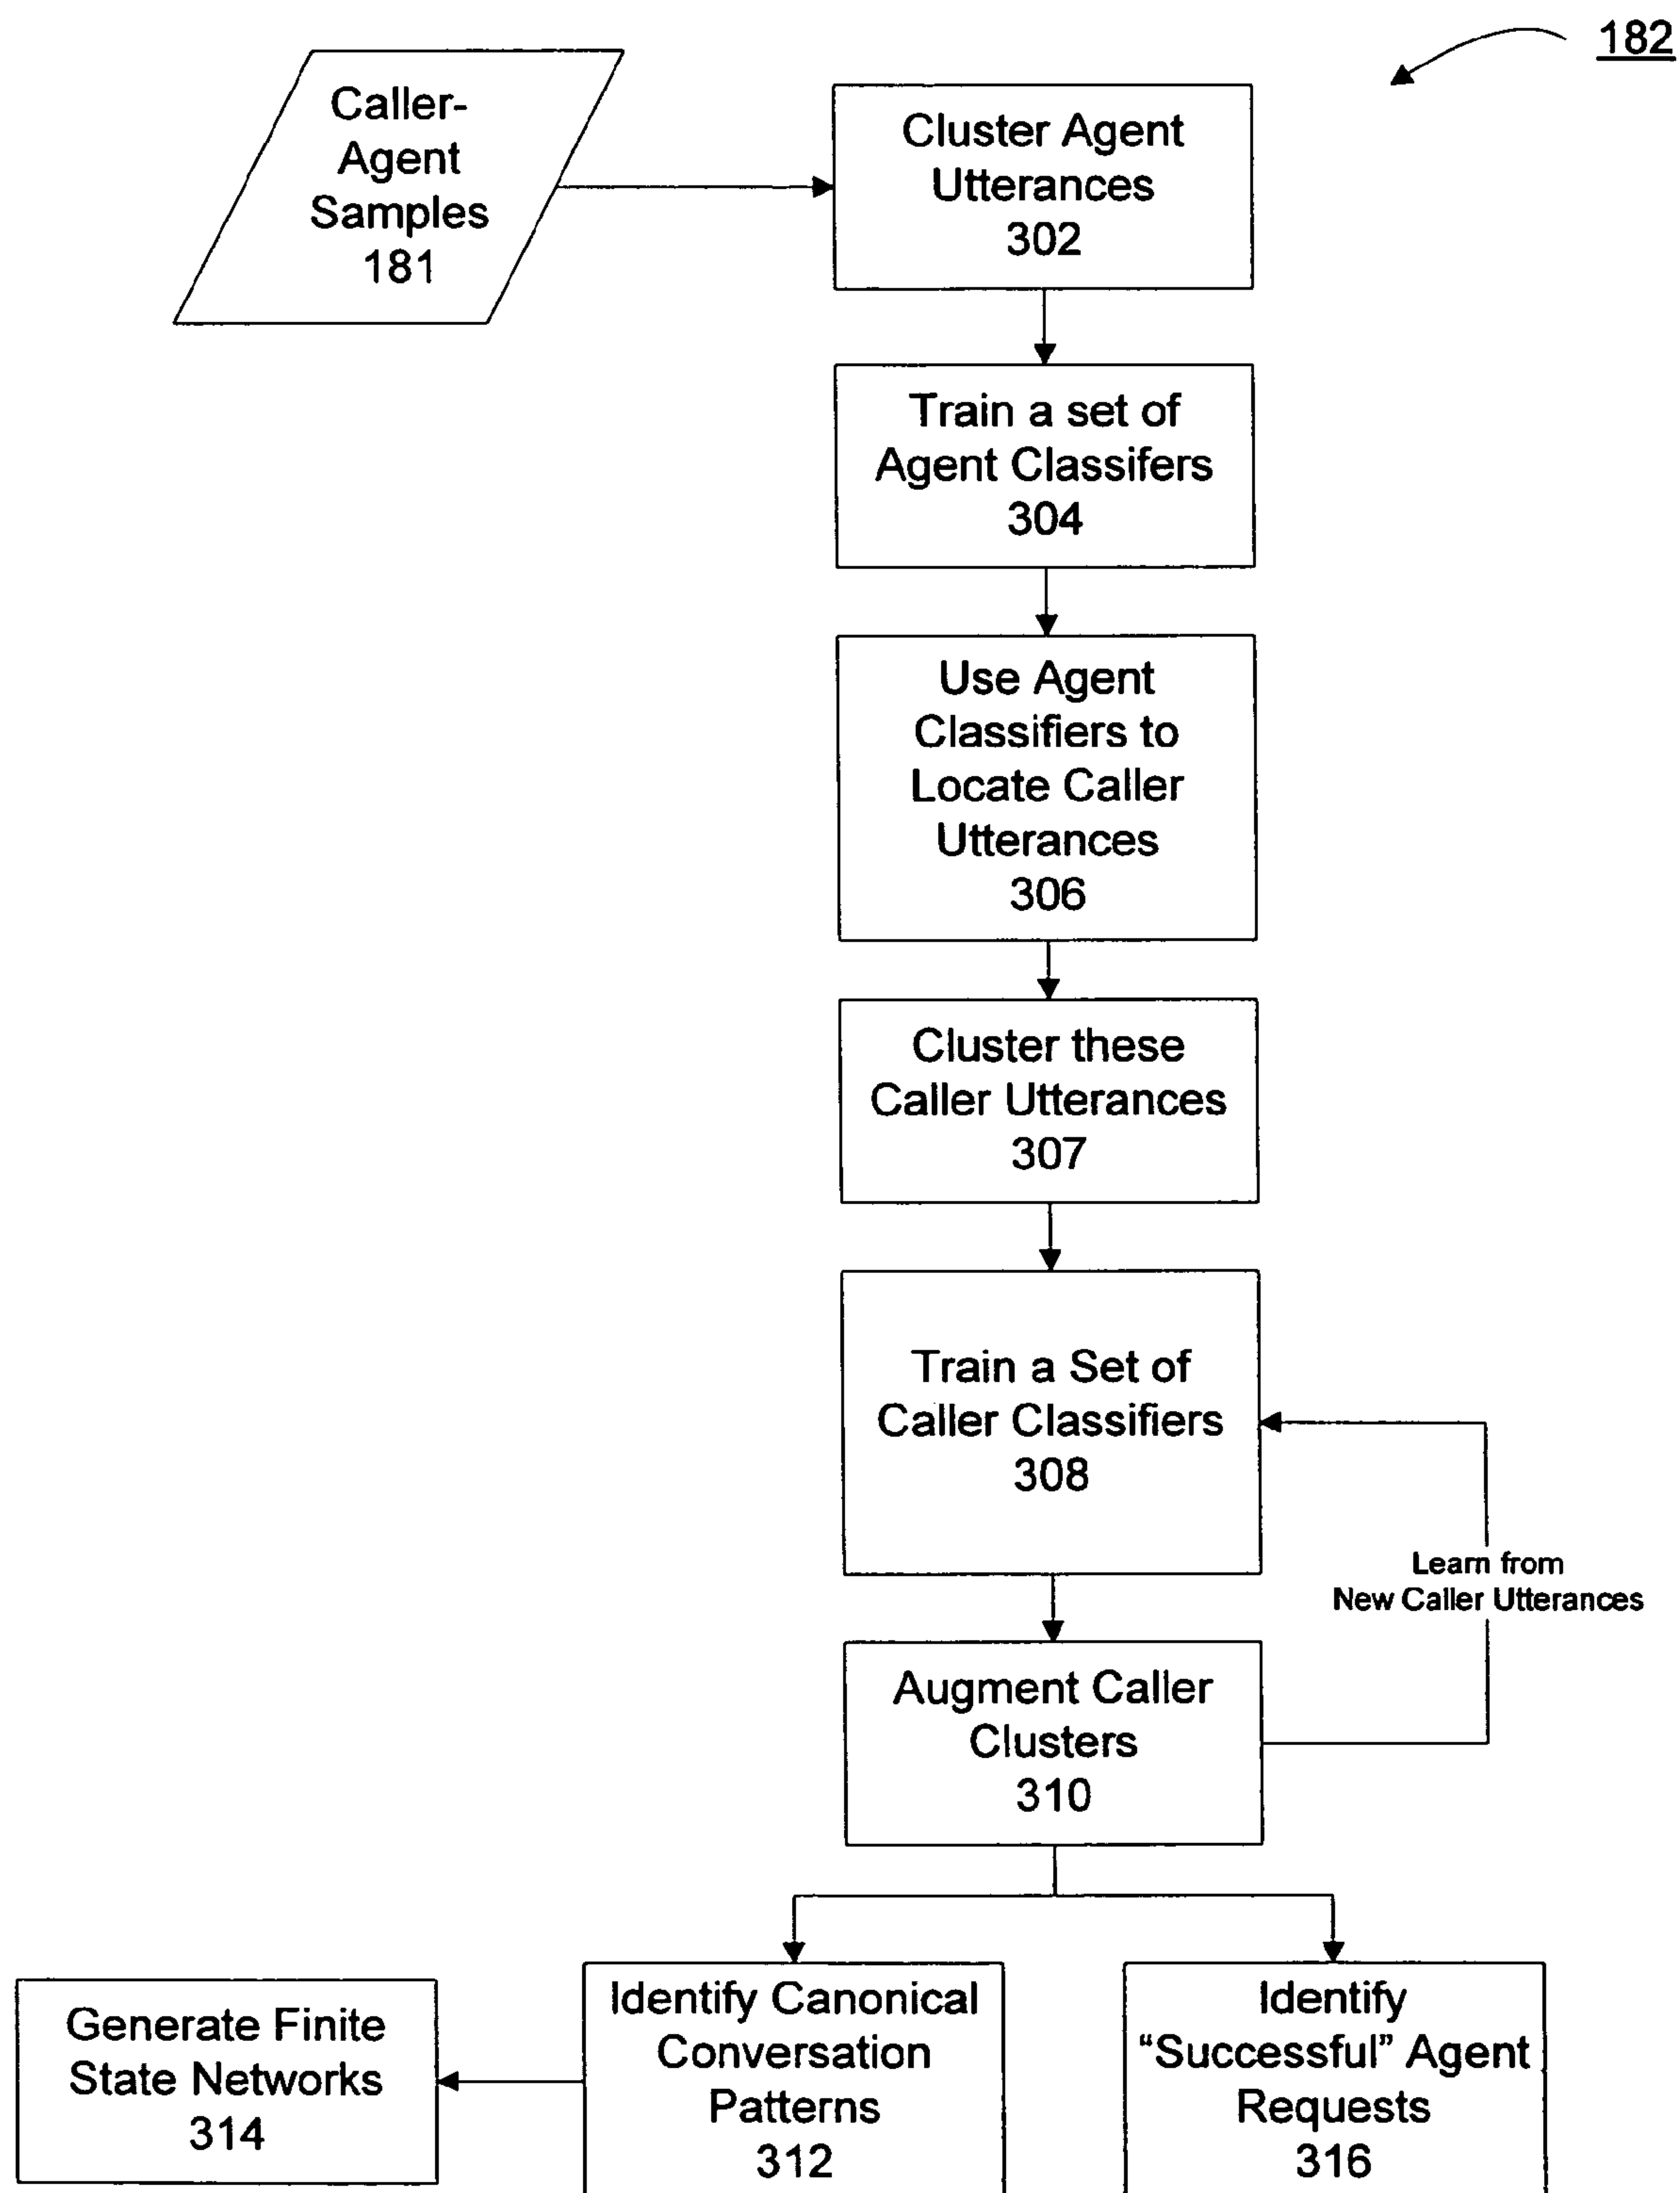 182
Caller-
Agent
Samples
181
Cluster Agent
Utterances
302
Train a set of
Agent Classifers
304
Use Agent
Classifiers to
Locate Caller
Utterances
306
Cluster these
Caller Utterances
307
Train a Set of
Caller Classifiers
308
Learn from
New Caller Utterances
Augment Caller
Clusters
310
Generate Finite
State Networks
314
Identify Canonical
Conversation
Patterns
312
Identify
“Successful” Agent
Requests
316